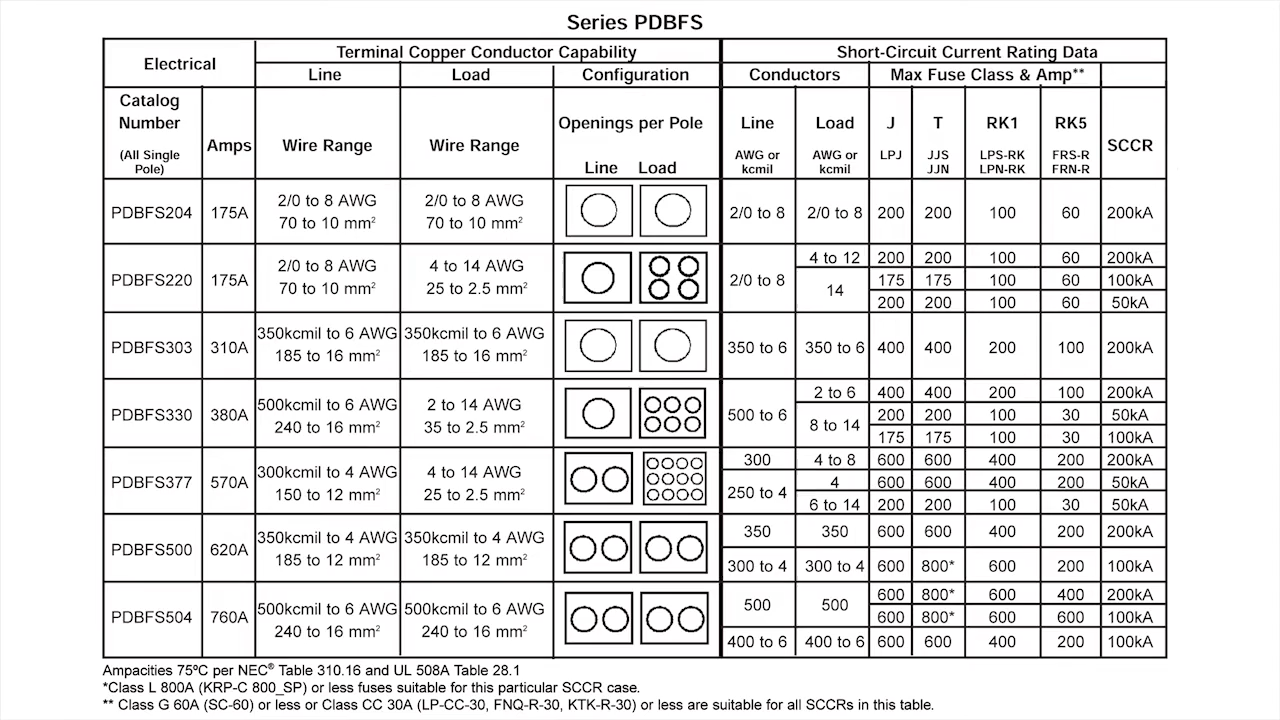 Series PDBFS
Electrical
Terminal Copper Conductor Capability
Short-Circuit Current Rating Data
Line Load Configuration Conductors Max Fuse Class & Amp**
Catalog
Number
(All Single
Pole)
Amps
Wire Range
Wire Range
Openings per Pole
Line Load
Line
AWG or
kcmil
Load
AWG or
kcmil
J
LPJ
T
JJS
JJN
RK1
LPS-RK
LPN-RK
RK5
FRS-R
FRN-R
SCCR
PDBFS204 175A
2/0 to 8 AWG
70 to 10 mm²
2/0 to 8 AWG
70 to 10 mm²
2/0 to 8 2/0 to 8 200 200 100 60 200kA
PDBFS220 175A
2/0 to 8 AWG
70 to 10 mm²
4 to 14 AWG
25 to 2.5 mm²
2/0 to 8
4 to 12 200 200 100 60 200kA
14
175 175 100 60 100kA
200 200 100 60 50kA
PDBFS303 310A
350kcmil to 6 AWG
185 to 16 mm²
350kcmil to 6 AWG
185 to 16 mm²
350 to 6 350 to 6 400 400 200 100 200kA
PDBFS330 380A
500kcmil to 6 AWG
240 to 16 mm²
2 to 14 AWG
35 to 2.5 mm²
500 to 6
2 to 6 400 400 100 100 200kA
8 to 14
200 200 100 30 50kA
175 175 100 30 100kA
PDBFS377 570A
300kcmil to 4 AWG
150 to 12 mm²
4 to 14 AWG
25 to 2.5 mm²
300 4 to 8 600 600 400 200 200kA
250 to 4
4 600 600 400 200 50kA
6 to 14 200 200 100 30 50kA
PDBFS500 620A
350kcmil to 4 AWG
185 to 12 mm²
350kcmil to 4 AWG
185 to 12 mm²
350 350 600 600 400 200 200kA
300 to 4 300 to 4 600 800* 600 200 100kA
PDBFS504 760A
500kcmil to 6 AWG
240 to 16 mm²
500kcmil to 6 AWG
240 to 16 mm²
500 500
600 800* 600 400 200kA
600 800* 600 600 100kA
400 to 6 400 to 6 600 600 400 200 100kA
Ampacities 75ºC per NEC® Table 310.16 and UL 508A Table 28.1
*Class L 800A (KRP-C 800_SP) or less fuses suitable for this particular SCCR case.
** Class G 60A (SC-60) or less or Class CC 30A (LP-CC-30, FNQ-R-30, KTK-R-30) or less are suitable for all SCCRs in this table.